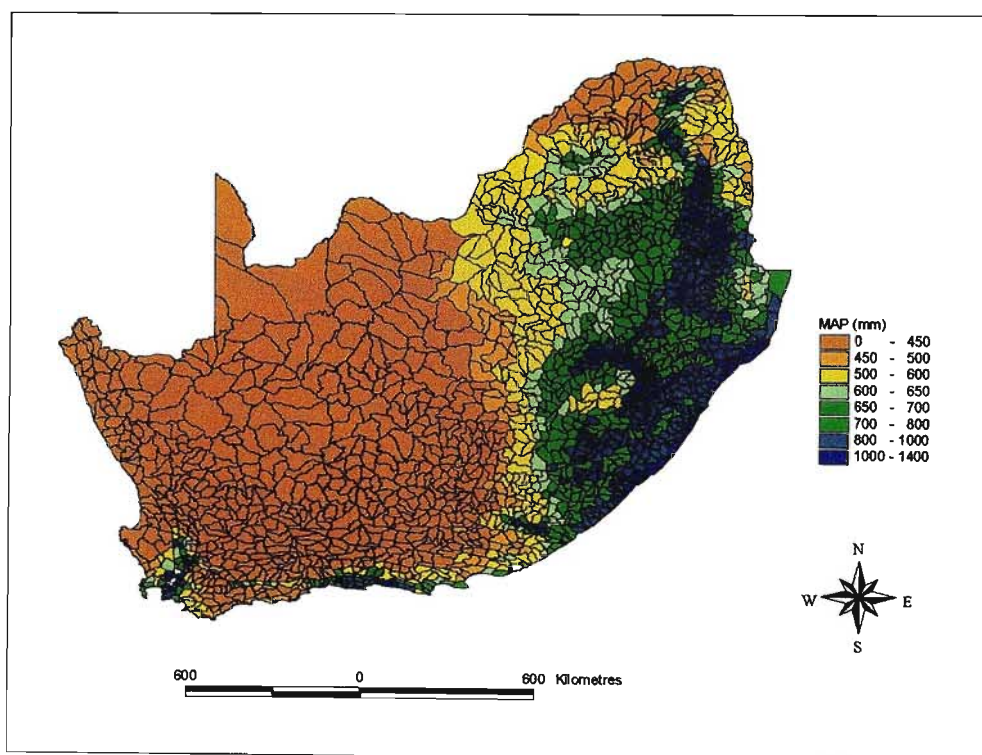 MAP (mm)
0 - 450
450 - 500
500 - 600
600 - 650
650 - 700
700 - 800
800 - 1000
1000 - 1400
N
W E
S
600 0 600 Kilometres